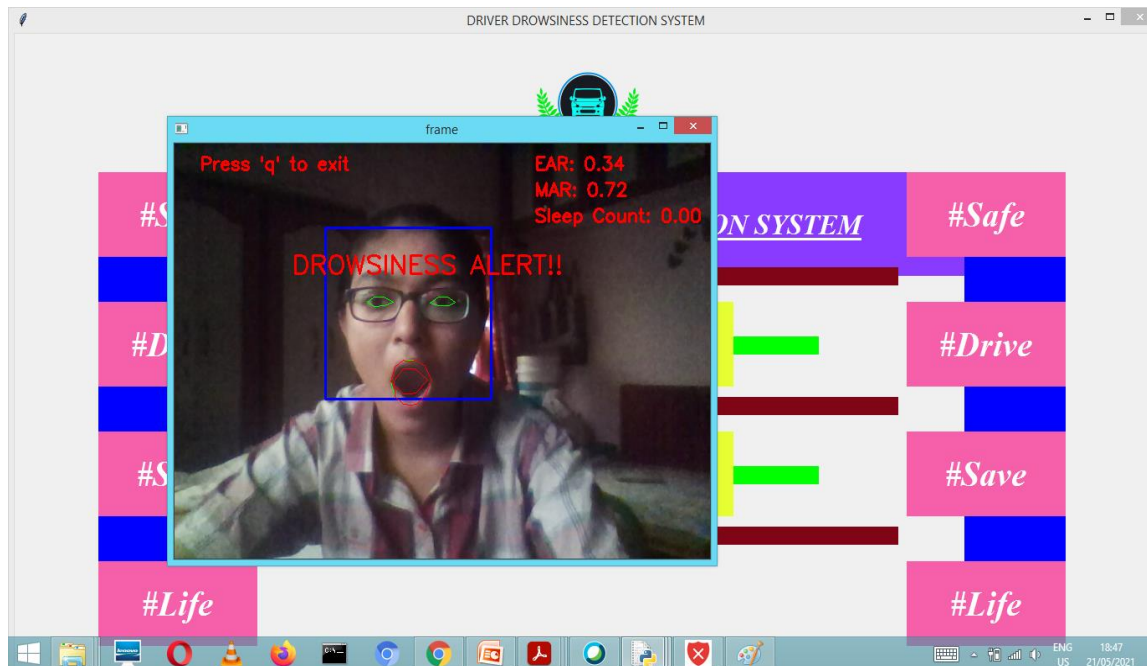 DRIVER DROWSINESS DETECTION SYSTEM
frame
Press 'q' to exit
EAR: 0.34
MAR: 0.72
Sleep Count: 0.00
DROWSINESS ALERT!!
#S
ON SYSTEM
#Safe
#D
#Drive
#S
#Save
#Life
#Life
ENG
US
18:47
21/05/2021